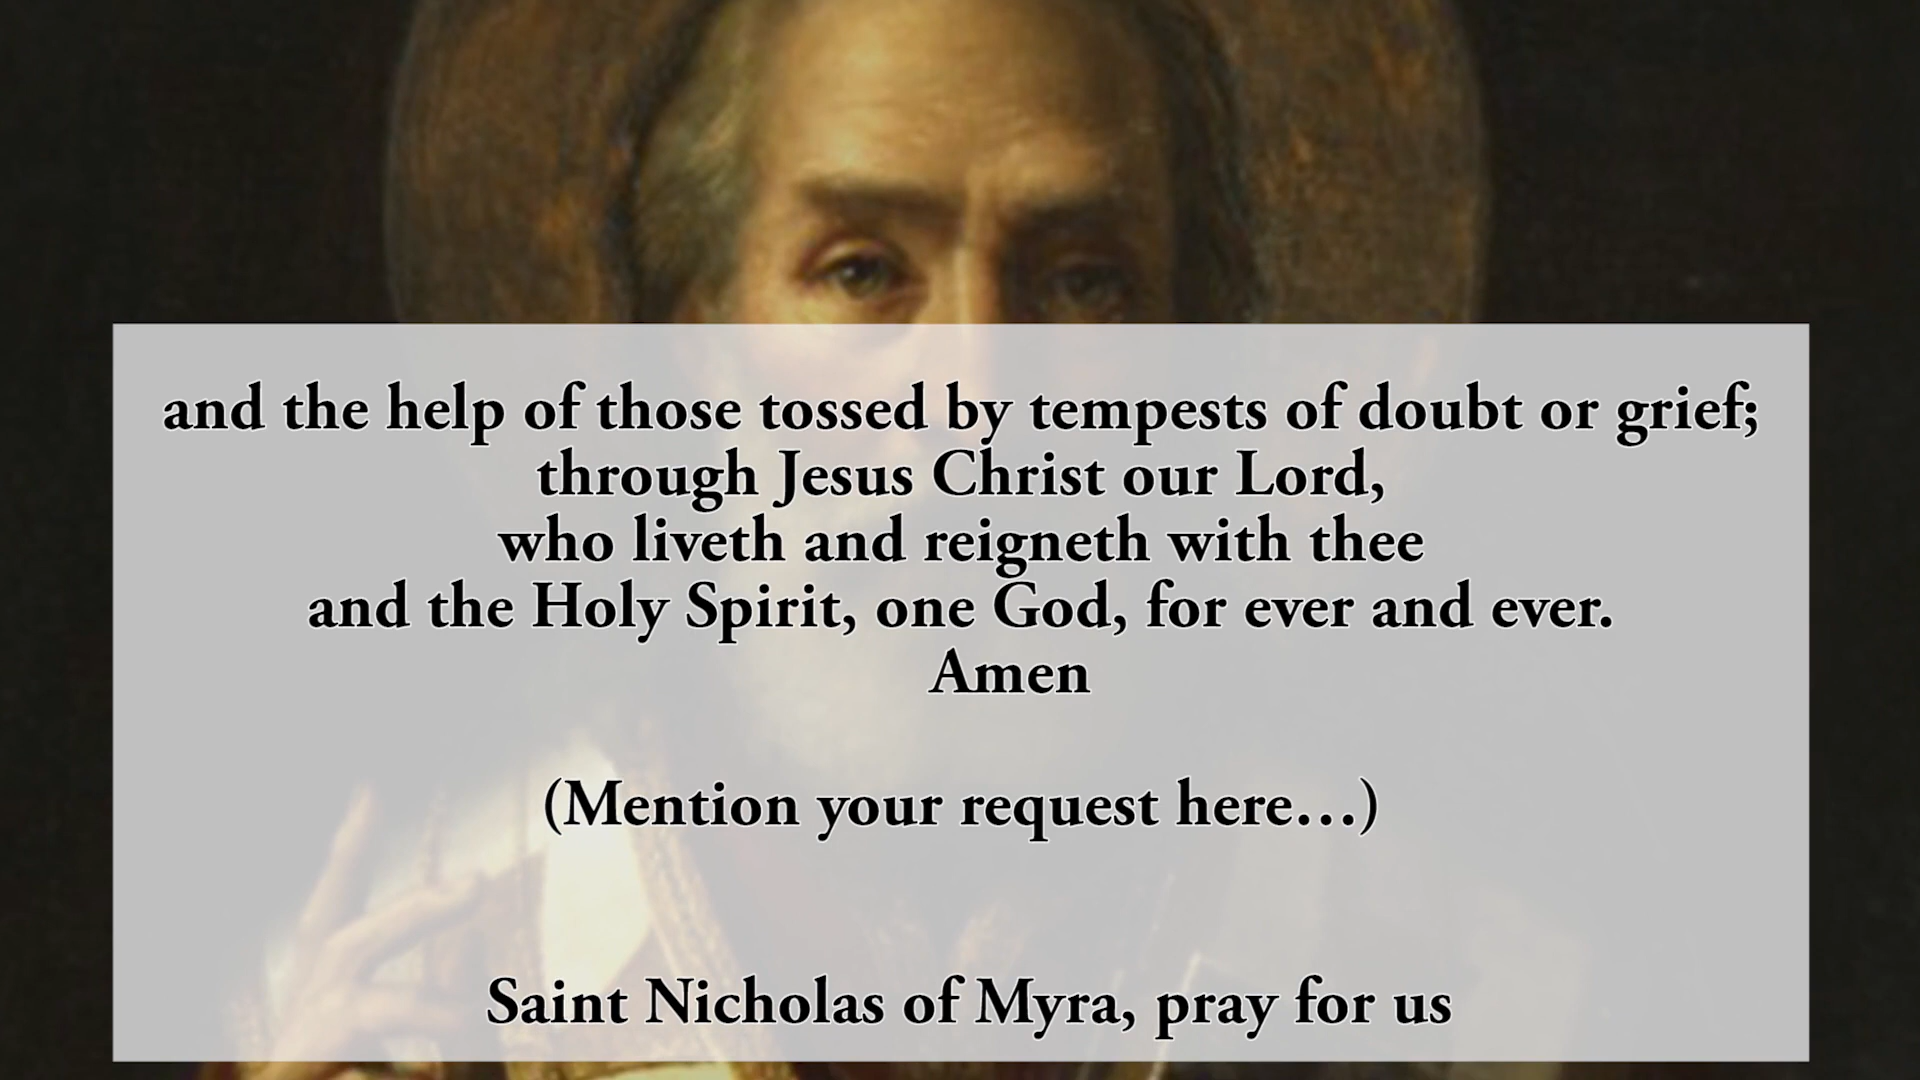 and the help of those tossed by tempests of doubt or grief;
through Jesus Christ our Lord,
who liveth and reigneth with thee
and the Holy Spirit, one God, for ever and ever.
Amen
(Mention your request here…)
Saint Nicholas of Myra, pray for us